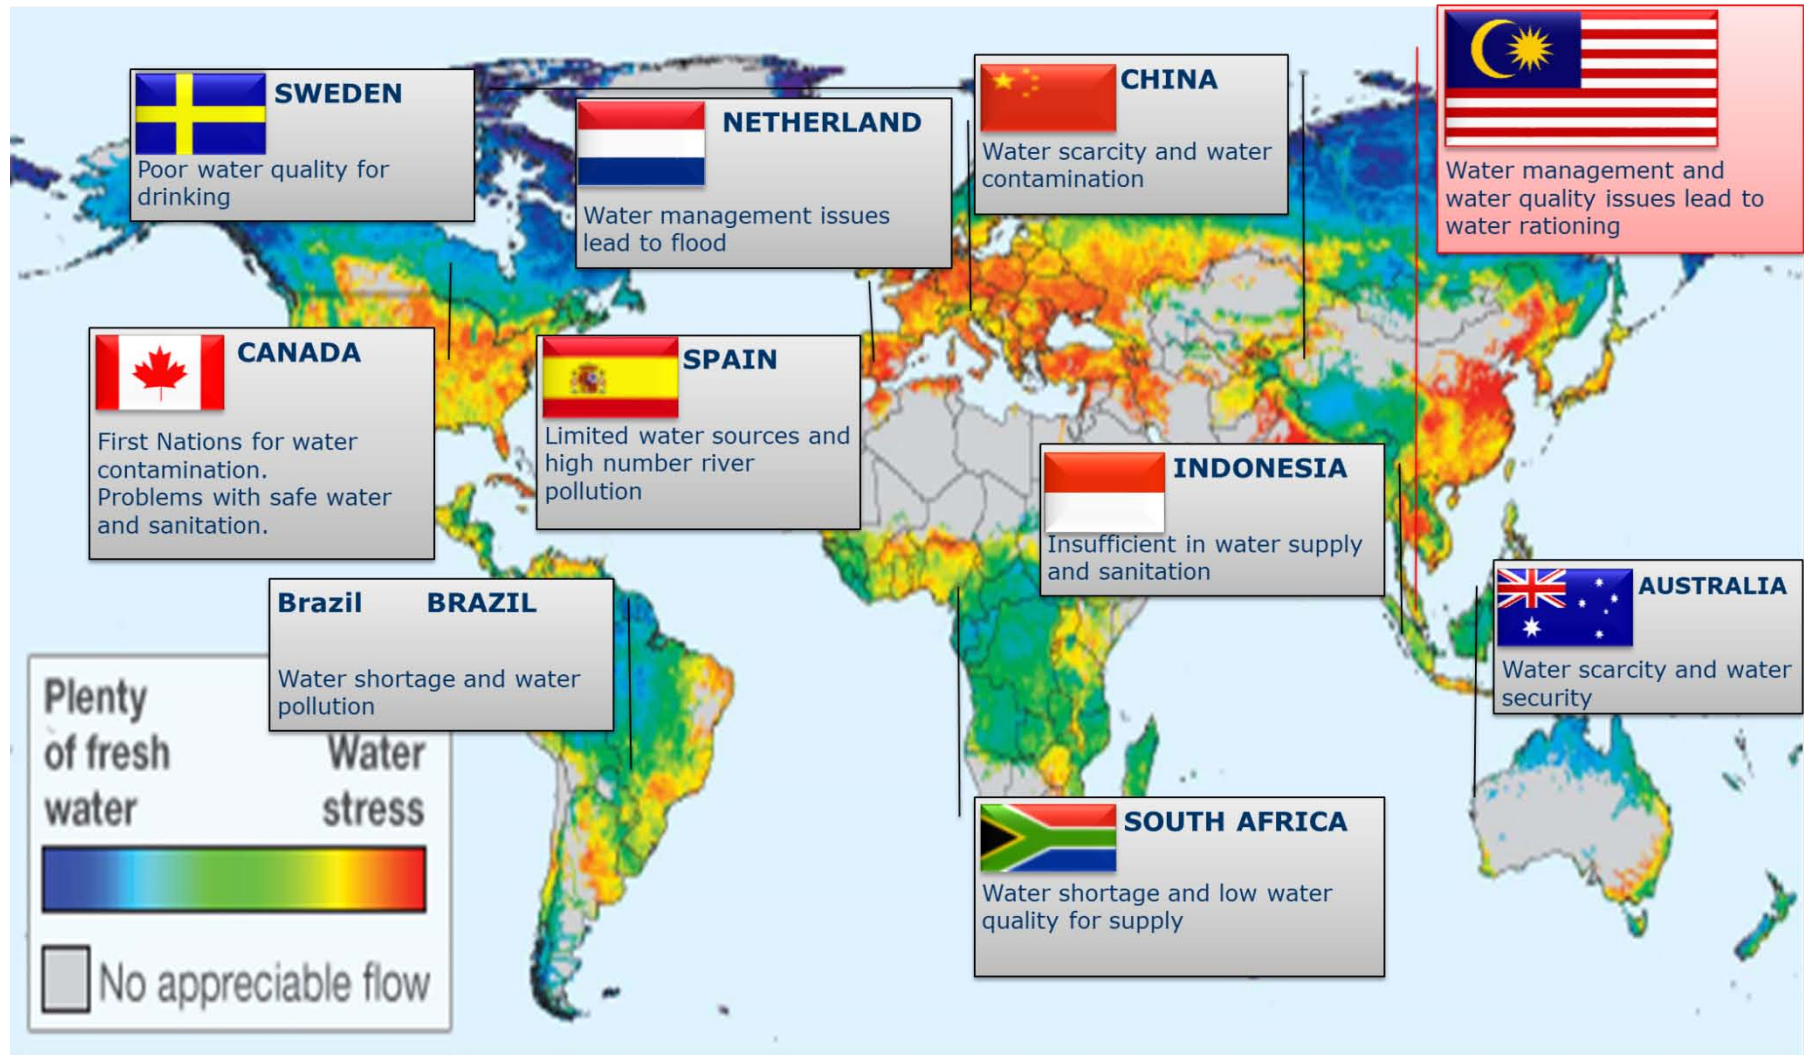 SWEDEN
Poor water quality for
drinking
NETHERLAND
Water management issues
lead to flood
CHINA
Water scarcity and water
contamination
Water management and
water quality issues lead to
water rationing
CANADA
First Nations for water
contamination.
Problems with safe water
and sanitation.
SPAIN
Limited water sources and
high number river
pollution
INDONESIA
Insufficient in water supply
and sanitation
Brazil BRAZIL
Water shortage and water
pollution
AUSTRALIA
Water scarcity and water
security
SOUTH AFRICA
Water shortage and low water
quality for supply
Plenty
of fresh
water
Water
stress
No appreciable flow